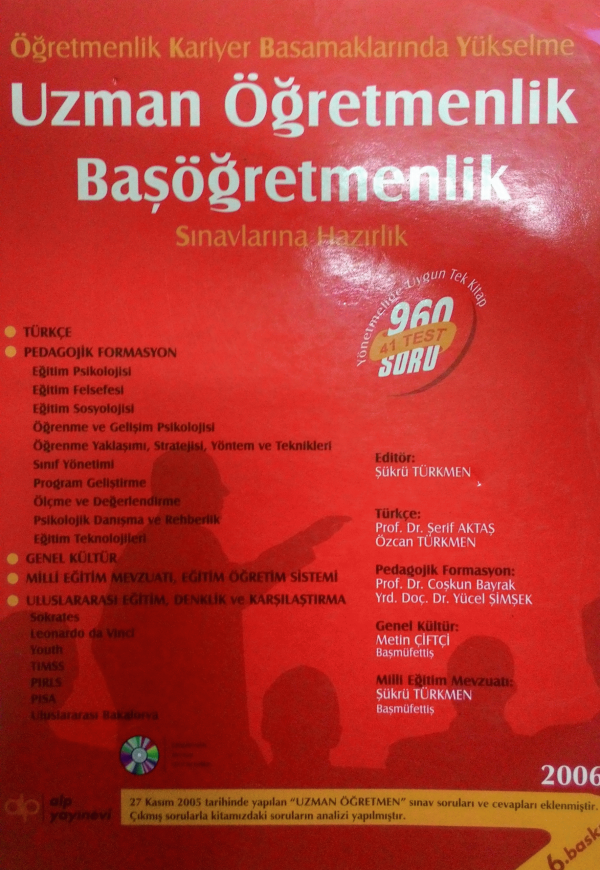 Öğretmenlik Kariyer Basamaklarında Yükselme
Uzman Öğretmenlik
Başöğretmenlik
Sınavlarına Hazırlık
Yönetmeliğe Uygun Tek Kitap
960
41 TEST
SORU
TÜRKÇE
PEDAGOJİK FORMASYON
Eğitim Psikolojisi
Eğitim Felsefesi
Eğitim Sosyolojisi
Öğrenme ve Gelişim Psikolojisi
Öğrenme Yaklaşımı, Stratejisi, Yöntem ve Teknikleri
Sınıf Yönetimi
Program Geliştirme
Ölçme ve Değerlendirme
Psikolojik Danışma ve Rehberlik
Eğitim Teknolojileri
GENEL KÜLTÜR
MİLLİ EĞİTİM MEVZUATI, EĞİTİM ÖĞRETİM SİSTEMİ
ULUSLARARASI EĞİTİM, DENKLİK ve KARŞILAŞTIRMA
Sokrates
Leonardo da Vinci
Youth
TIMSS
PIRLS
PISA
Uluslararası Bakalorya
Editör:
Şükrü TÜRKMEN
Türkçe:
Prof. Dr. Şerif AKTAŞ
Özcan TÜRKMEN
Pedagojik Formasyon:
Prof. Dr. Coşkun Bayrak
Yrd. Doç. Dr. Yücel ŞİMŞEK
Genel Kültür:
Metin ÇİFTÇİ
Başmüfettiş
Milli Eğitim Mevzuatı:
Şükrü TÜRKMEN
Başmüfettiş
2006
alp
alp
yayınevi
27 Kasım 2005 tarihinde yapılan "UZMAN ÖĞRETMEN" sınav soruları ve cevapları eklenmiştir.
Çıkmış sorularla kitamızdaki soruların analizi yapılmıştır.
6.baskı